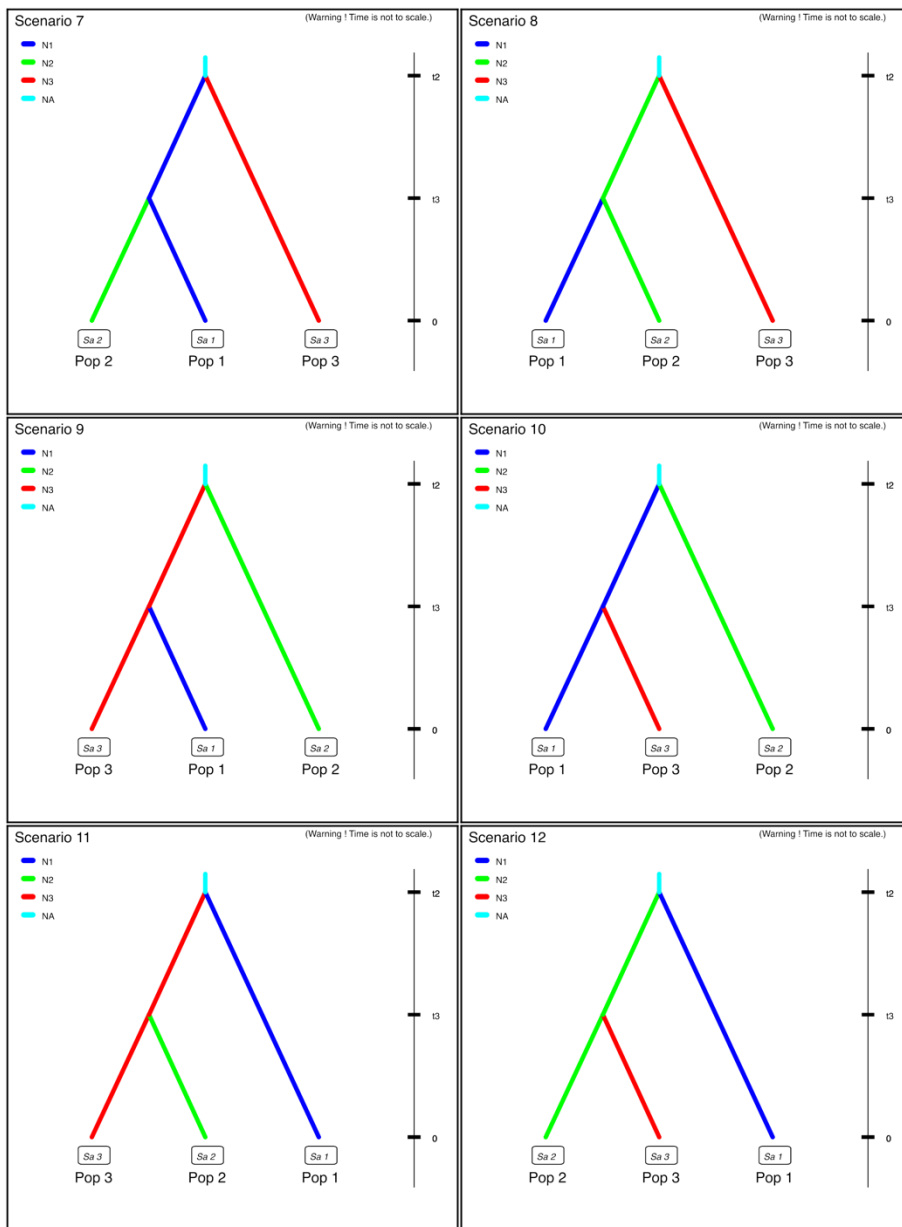 Scenario 7
(Warning ! Time is not to scale.)
N1
N2
N3
NA
t2
t3
0
Sa 2
Sa 1
Sa 3
Pop 2
Pop 1
Pop 3
Scenario 8
(Warning ! Time is not to scale.)
N1
N2
N3
NA
t2
t3
0
Sa 1
Sa 2
Sa 3
Pop 1
Pop 2
Pop 3
Scenario 9
(Warning ! Time is not to scale.)
N1
N2
N3
NA
t2
t3
0
Sa 3
Sa 1
Sa 2
Pop 3
Pop 1
Pop 2
Scenario 10
(Warning ! Time is not to scale.)
N1
N2
N3
NA
t2
t3
0
Sa 1
Sa 3
Sa 2
Pop 1
Pop 3
Pop 2
Scenario 11
(Warning ! Time is not to scale.)
N1
N2
N3
NA
t2
t3
0
Sa 3
Sa 2
Sa 1
Pop 3
Pop 2
Pop 1
Scenario 12
(Warning ! Time is not to scale.)
N1
N2
N3
NA
t2
t3
0
Sa 2
Sa 3
Sa 1
Pop 2
Pop 3
Pop 1